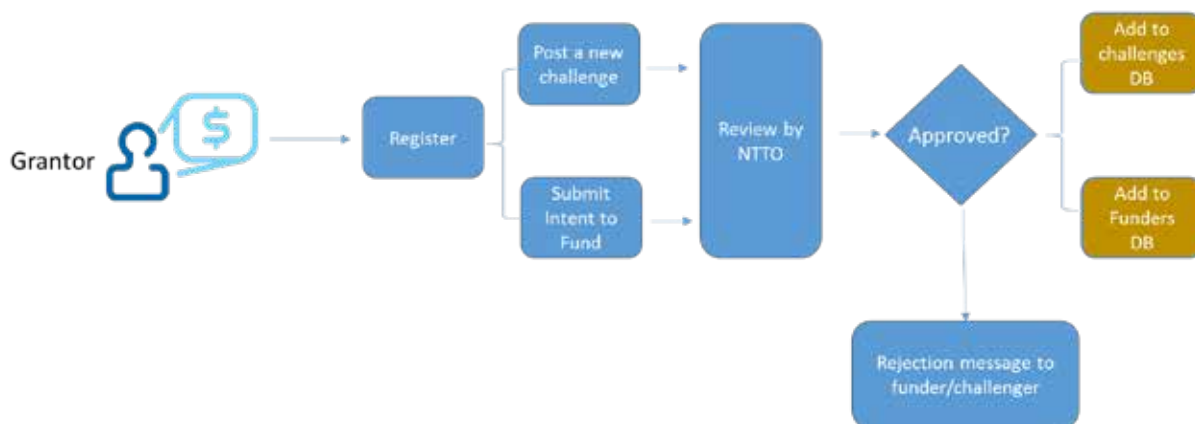 Grantor
$
Register
Post a new
challenge
Submit
Intent to
Fund
Review by
NTTO
Approved?
Add to
challenges
DB
Add to
Funders
DB
Rejection message to
funder/challenger